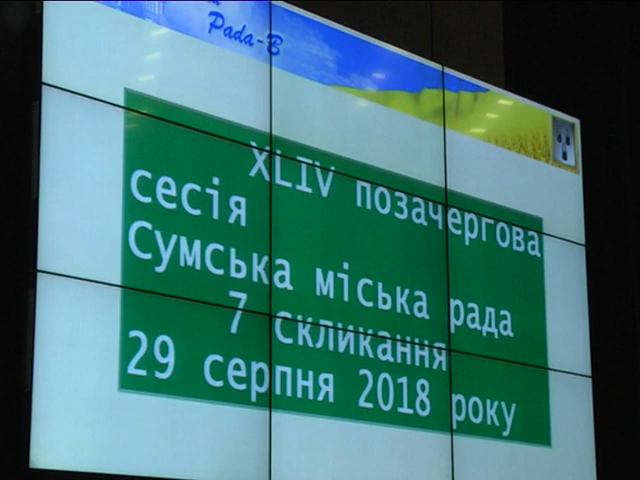 Рада-В
XLIV позачергова
сесія
Сумська міська рада
7 скликання
29 серпня 2018 року